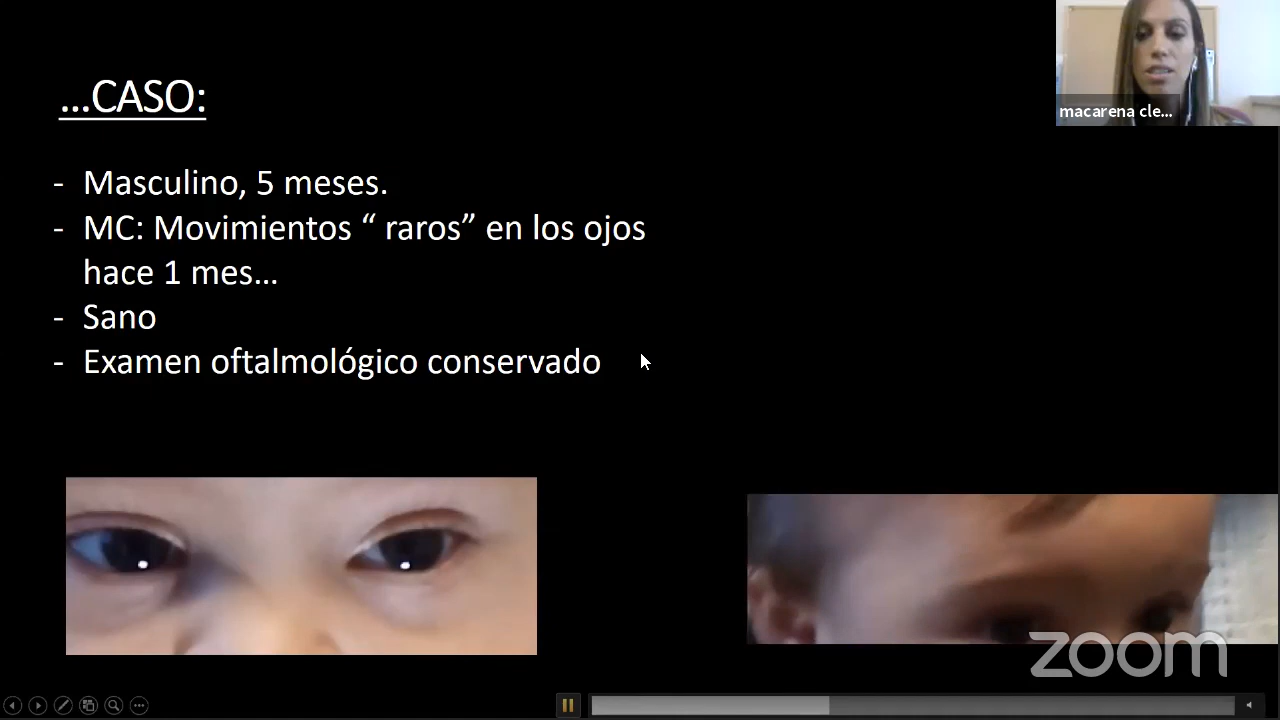 ...CASO:
macarena cle...
- Masculino, 5 meses.
- MC: Movimientos “ raros” en los ojos
hace 1 mes...
- Sano
- Examen oftalmológico conservado
zoom